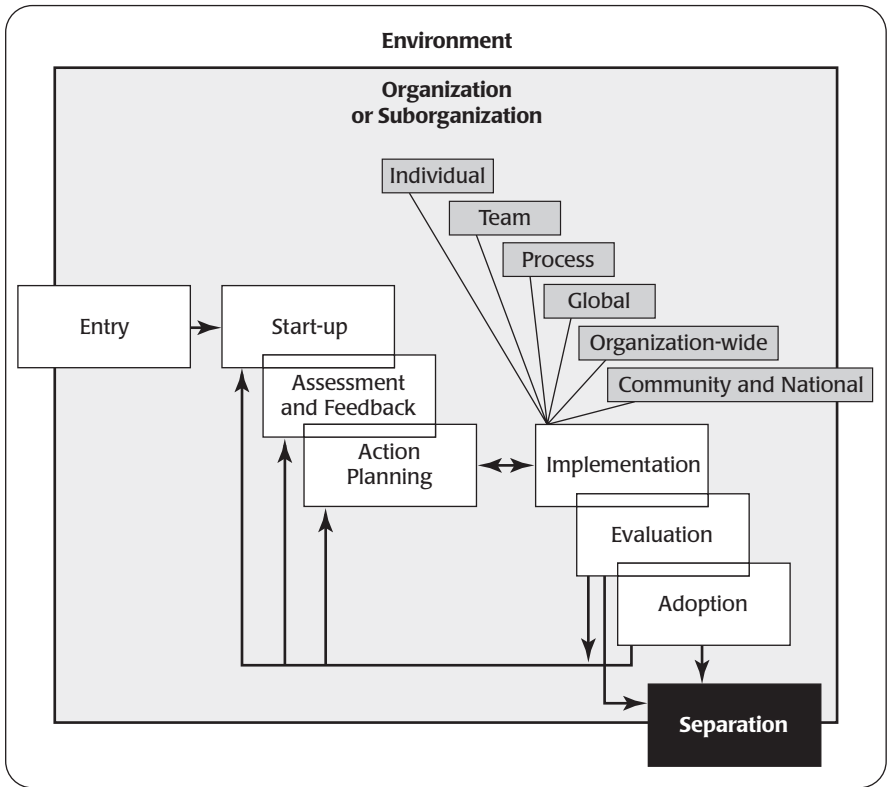 Environment
Organization
or Suborganization
Individual
Team
Process
Global
Organization-wide
Community and National
Entry
Start-up
Assessment
and Feedback
Action
Planning
Implementation
Evaluation
Adoption
Separation